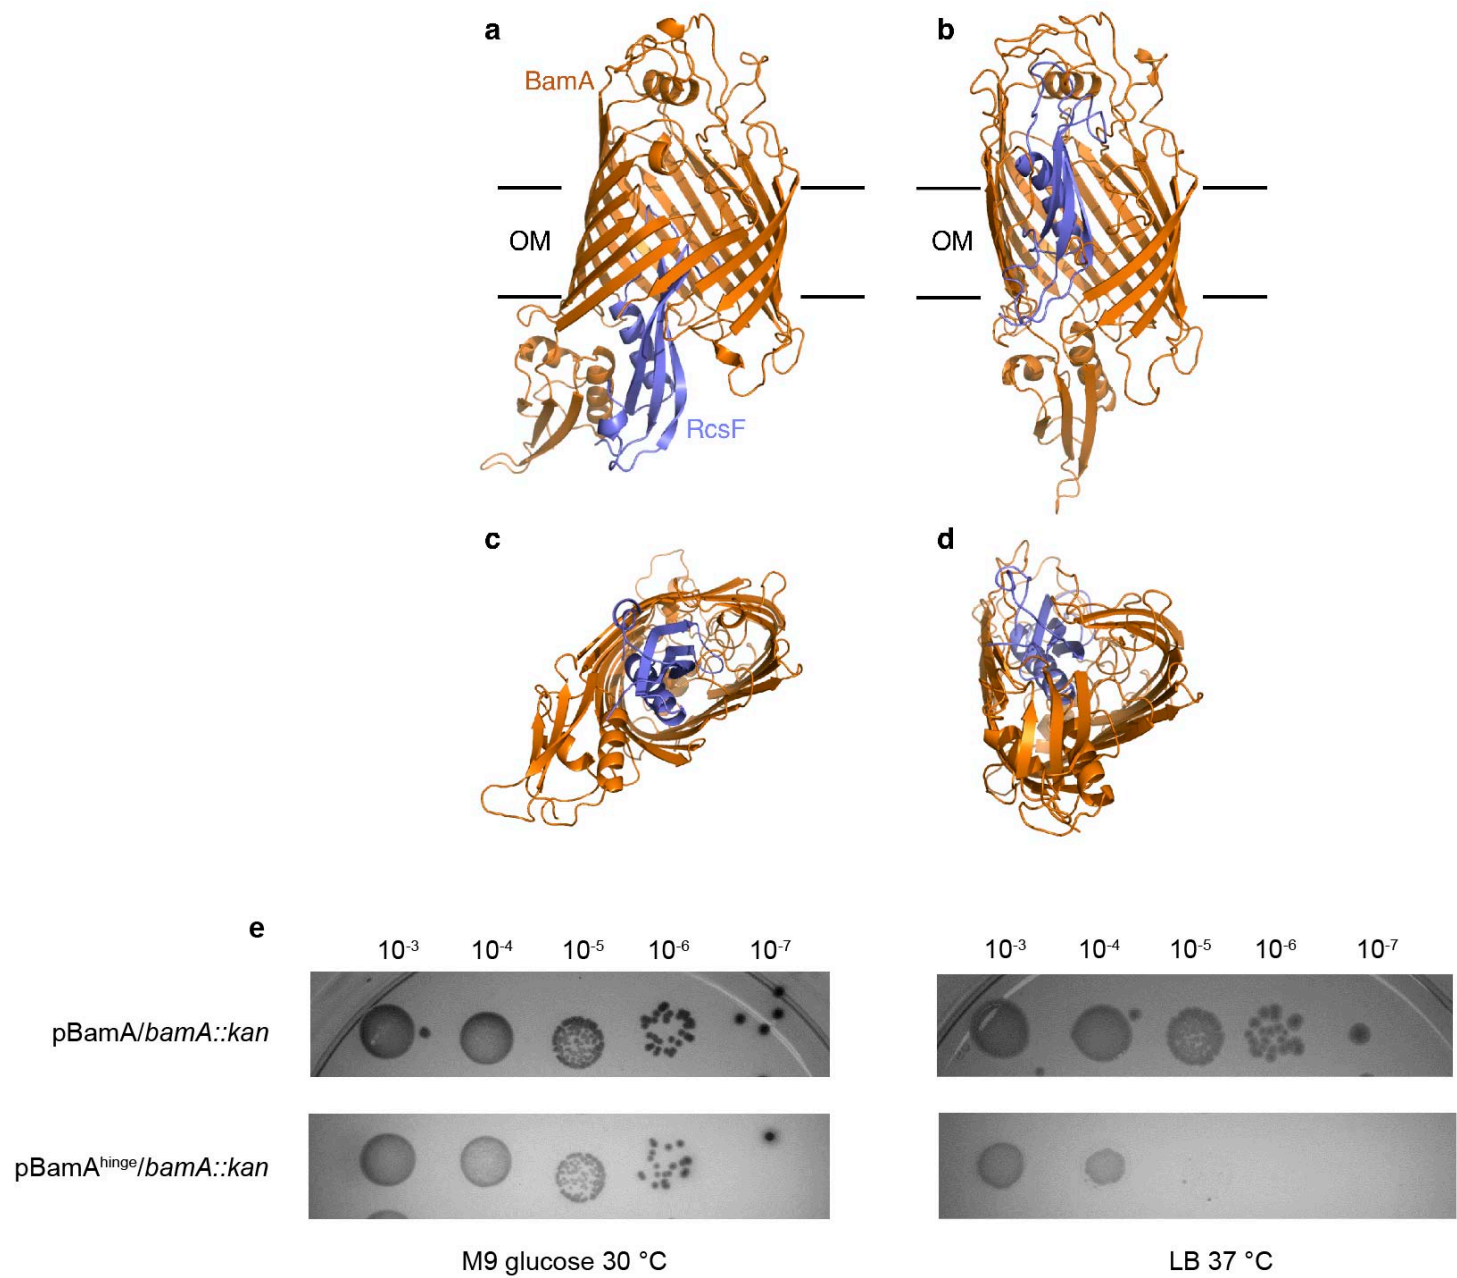 a
b
BamA
OM
OM
RcsF
c
d
e
10⁻³ 10⁻⁴ 10⁻⁵ 10⁻⁶ 10⁻⁷
10⁻³ 10⁻⁴ 10⁻⁵ 10⁻⁶ 10⁻⁷
pBamA/bamA::kan
pBamAʰⁱⁿᵍᵉ/bamA::kan
M9 glucose 30 °C
LB 37 °C